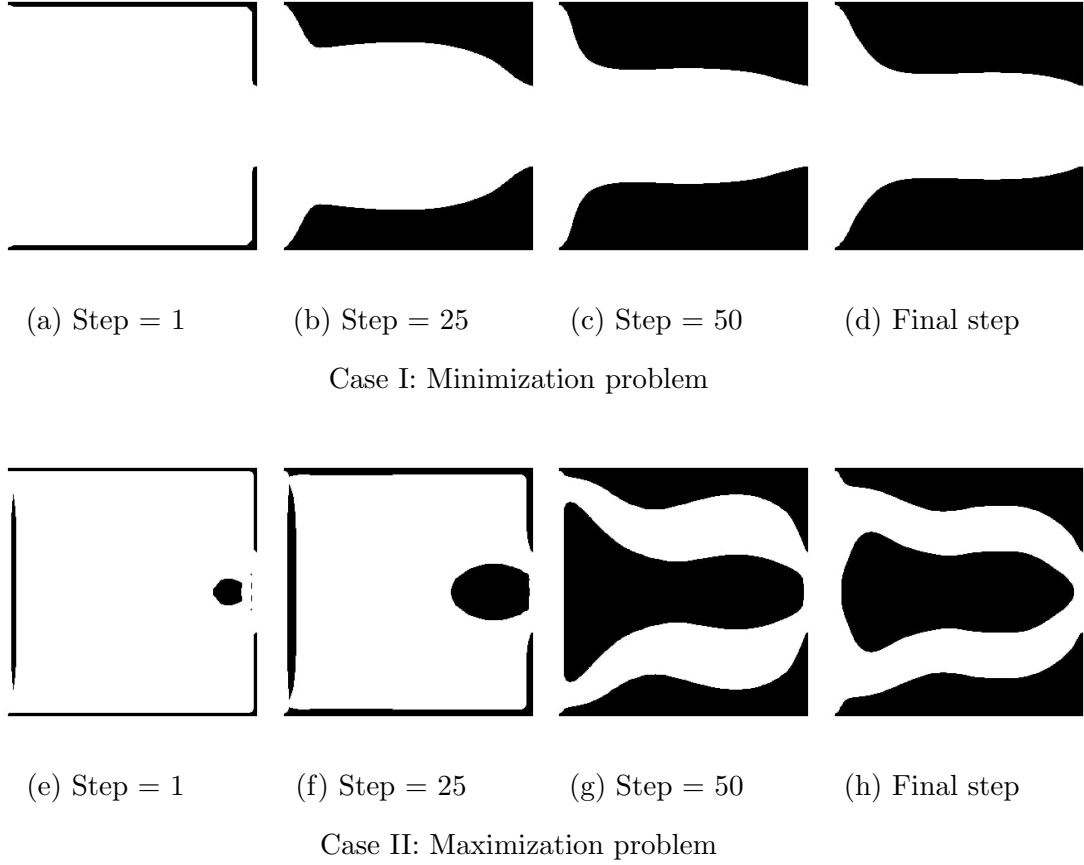 (a) Step = 1 (b) Step = 25 (c) Step = 50 (d) Final step
Case I: Minimization problem
(e) Step = 1 (f) Step = 25 (g) Step = 50 (h) Final step
Case II: Maximization problem